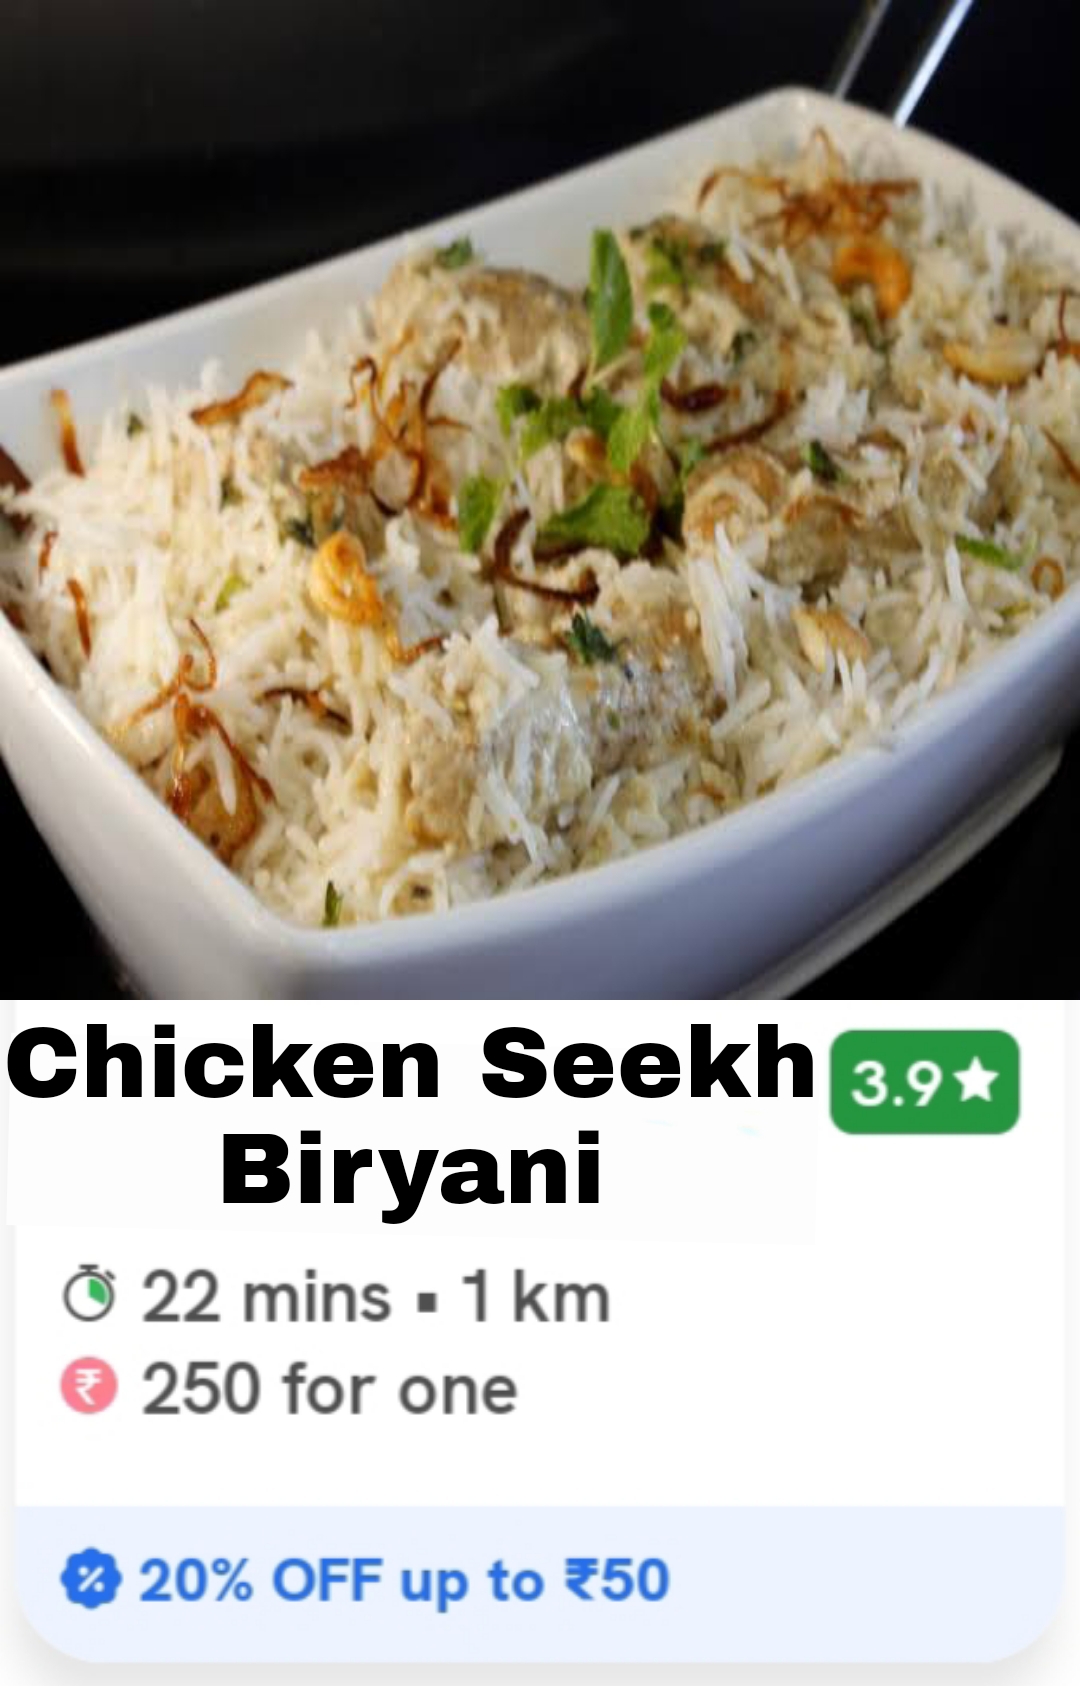 Chicken Seekh
Biryani
3.9★
22 mins ▪ 1 km
₹ 250 for one
20% OFF up to ₹50